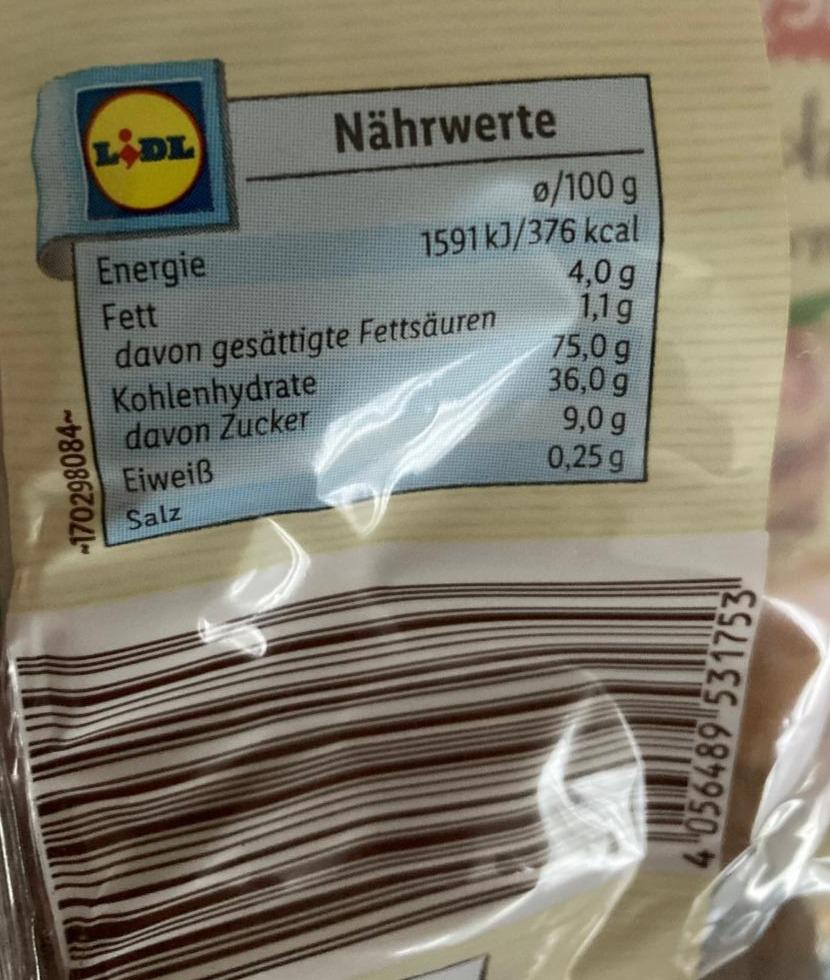 LIDL
Nährwerte
ø/100 g
Energie 1591 kJ/376 kcal
Fett 4,0 g
davon gesättigte Fettsäuren 1,1 g
Kohlenhydrate 75,0 g
davon Zucker 36,0 g
Eiweiß 9,0 g
Salz 0,25 g
~170298084~
4 056489 531753